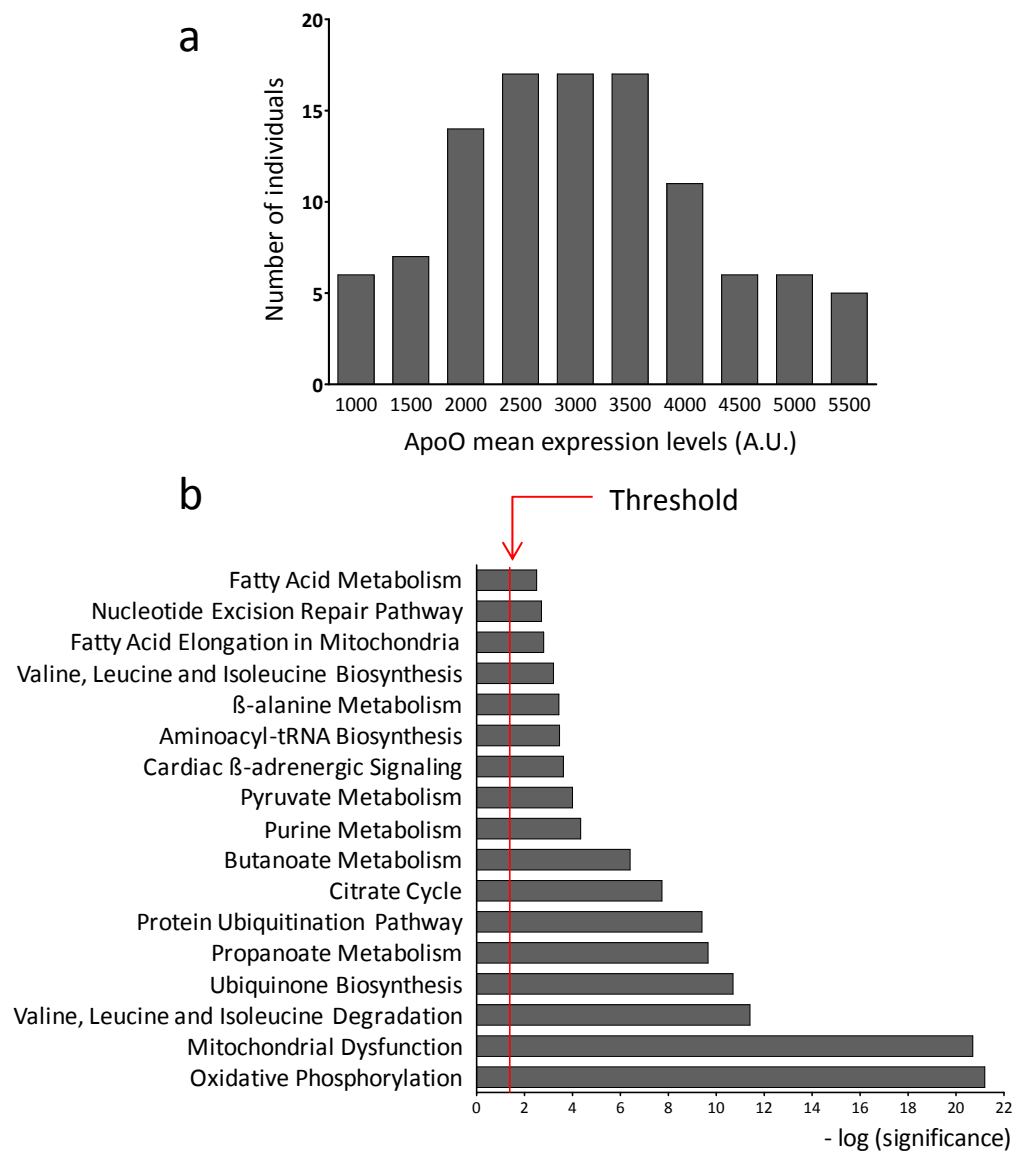 a
20
15
10
5
0
Number of individuals
1000 1500 2000 2500 3000 3500 4000 4500 5000 5500
ApoO mean expression levels (A.U.)
b
Threshold
Fatty Acid Metabolism
Nucleotide Excision Repair Pathway
Fatty Acid Elongation in Mitochondria
Valine, Leucine and Isoleucine Biosynthesis
ß-alanine Metabolism
Aminoacyl-tRNA Biosynthesis
Cardiac ß-adrenergic Signaling
Pyruvate Metabolism
Purine Metabolism
Butanoate Metabolism
Citrate Cycle
Protein Ubiquitination Pathway
Propanoate Metabolism
Ubiquinone Biosynthesis
Valine, Leucine and Isoleucine Degradation
Mitochondrial Dysfunction
Oxidative Phosphorylation
0 2 4 6 8 10 12 14 16 18 20 22
- log (significance)